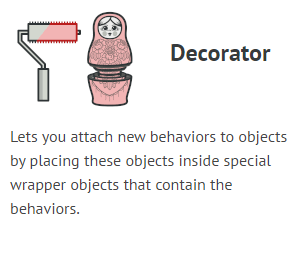 Decorator
Lets you attach new behaviors to objects
by placing these objects inside special
wrapper objects that contain the
behaviors.